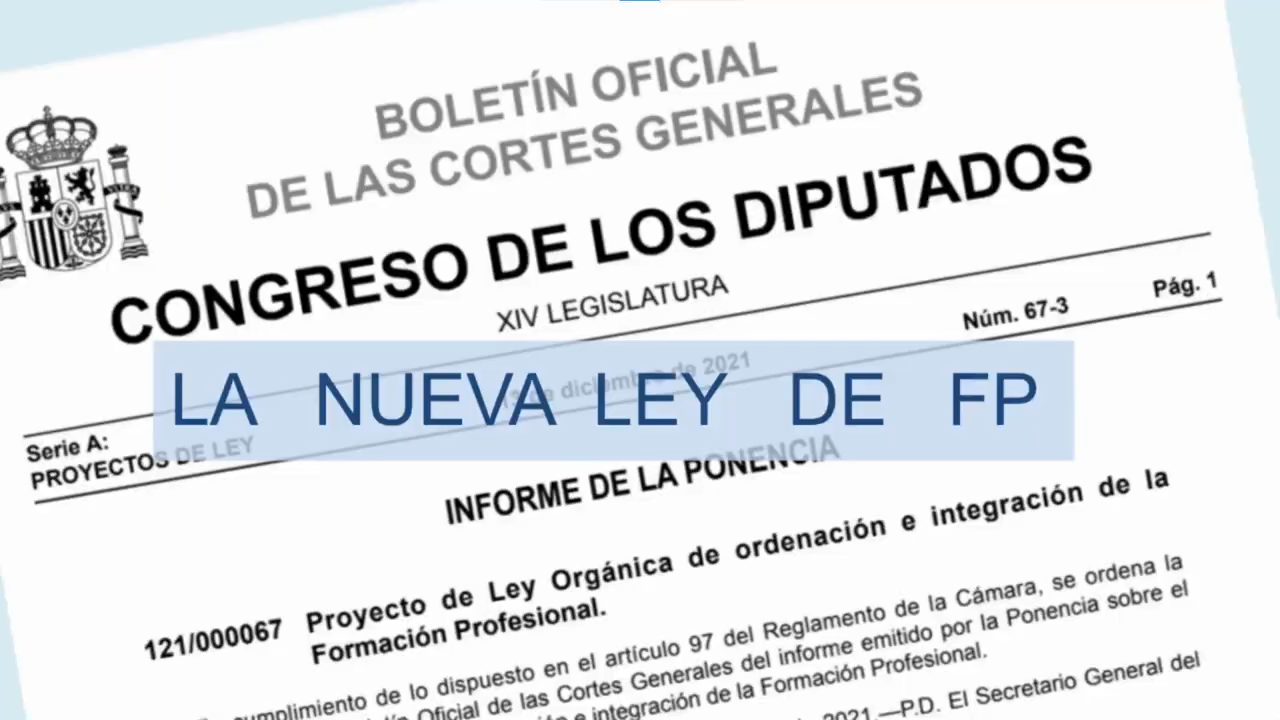 BOLETÍN OFICIAL
DE LAS CORTES GENERALES
CONGRESO DE LOS DIPUTADOS
XIV LEGISLATURA
Serie A:
PROYECTOS DE LEY
de diciembre de 2021
Núm. 67-3
Pág. 1
LA NUEVA LEY DE FP
INFORME DE LA PONENCIA
121/000067 Proyecto de Ley Orgánica de ordenación e integración de la
Formación Profesional.
de lo dispuesto en el artículo 97 del Reglamento de la Cámara, se ordena la
Oficial de las Cortes Generales del informe emitido por la Ponencia sobre el
e integración de la Formación Profesional.
2021.—P.D. El Secretario General del